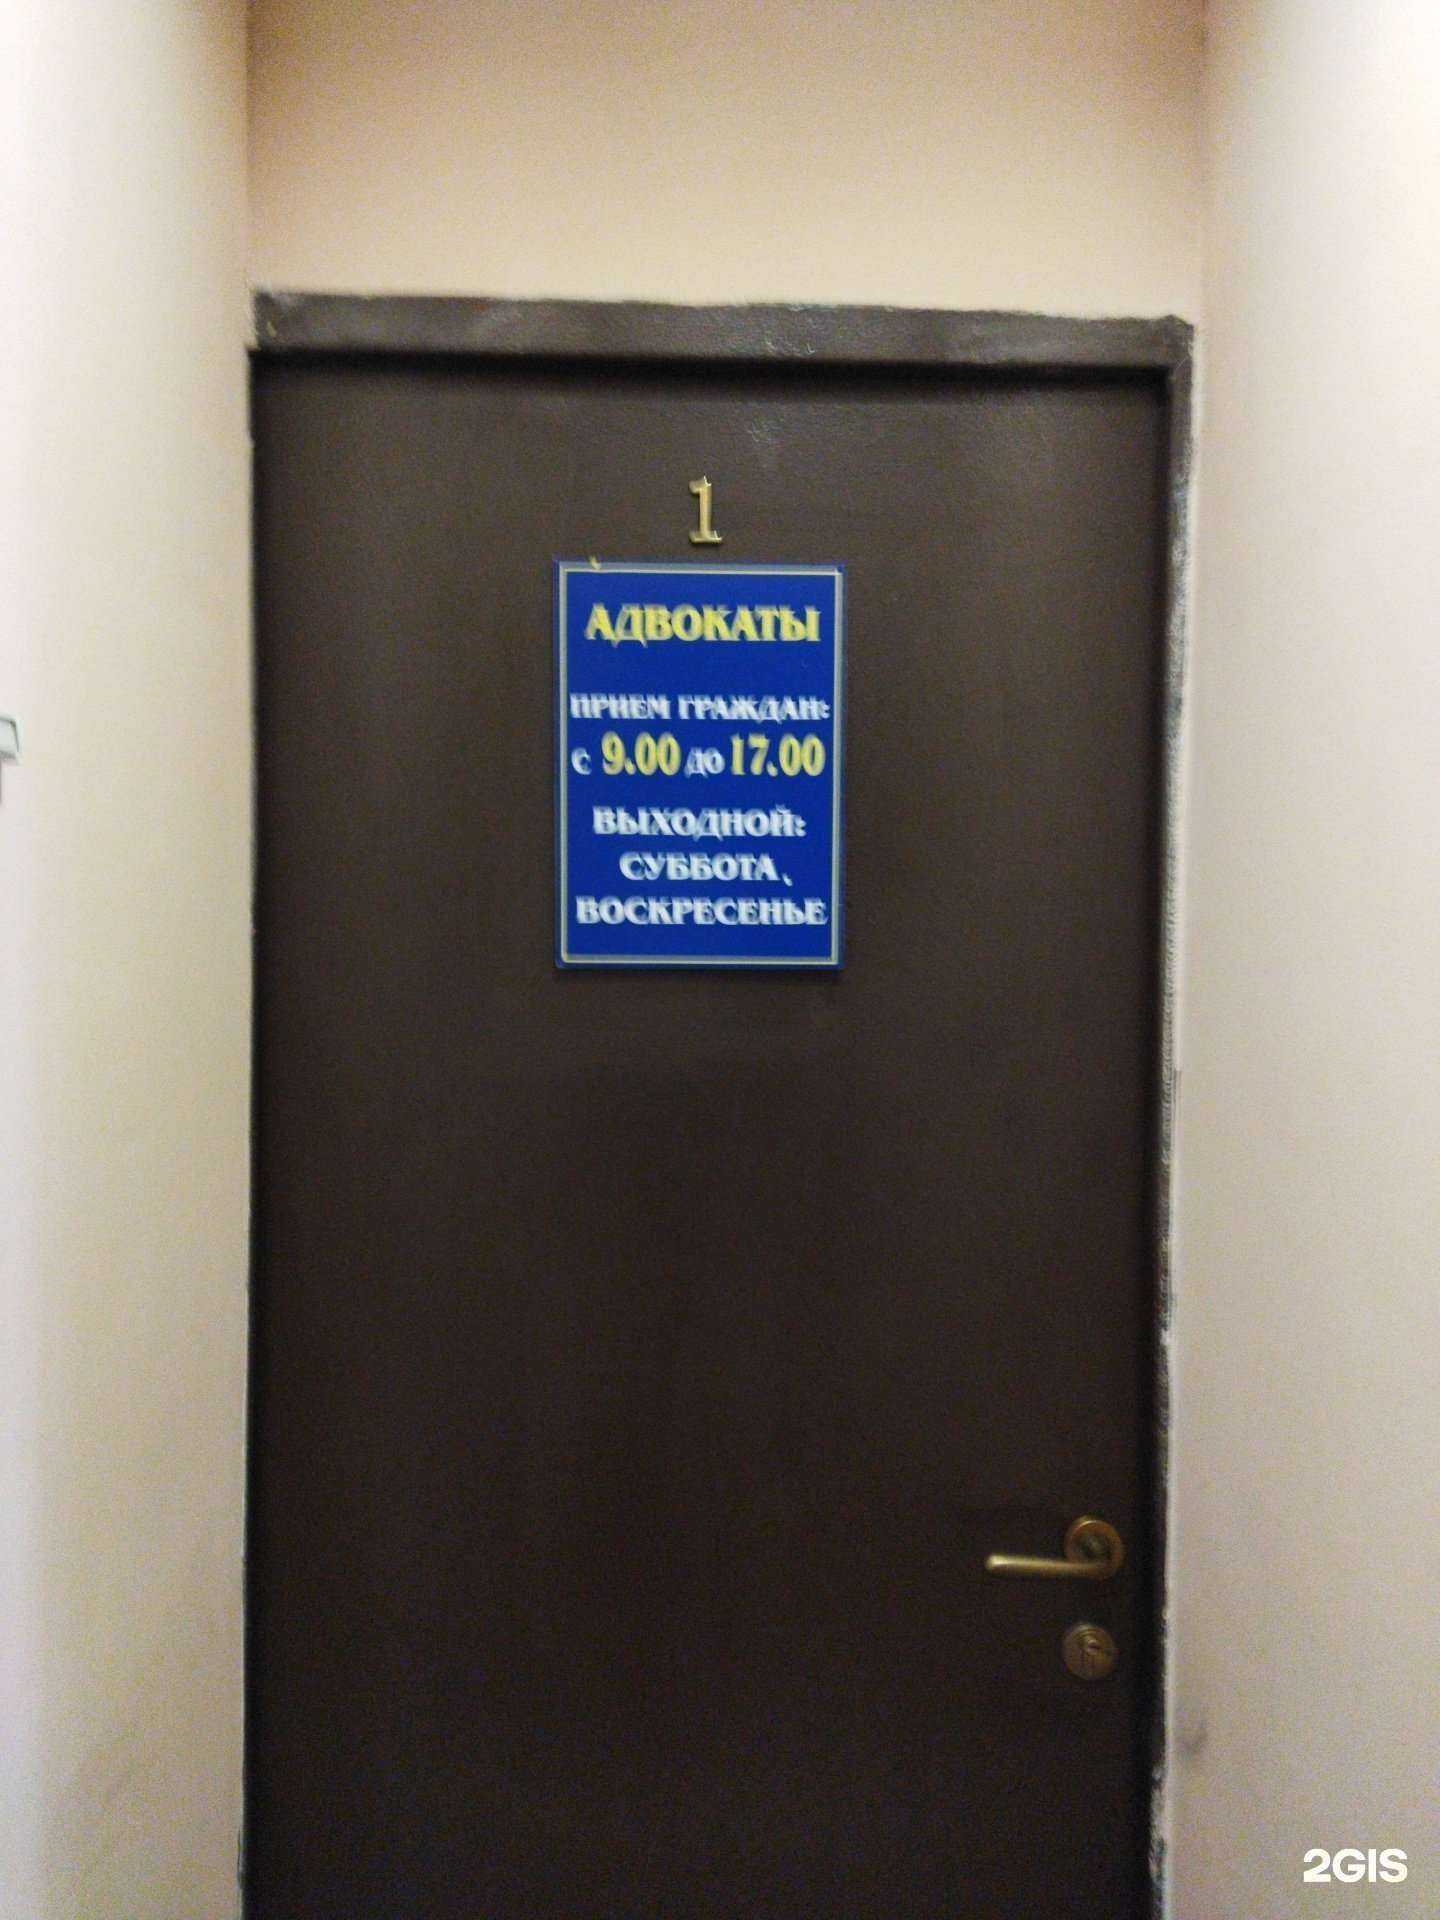 1
АДВОКАТЫ
ПРИЕМ ГРАЖДАН:
с 9.00 до 17.00
ВЫХОДНОЙ:
СУББОТА,
ВОСКРЕСЕНЬЕ
2GIS